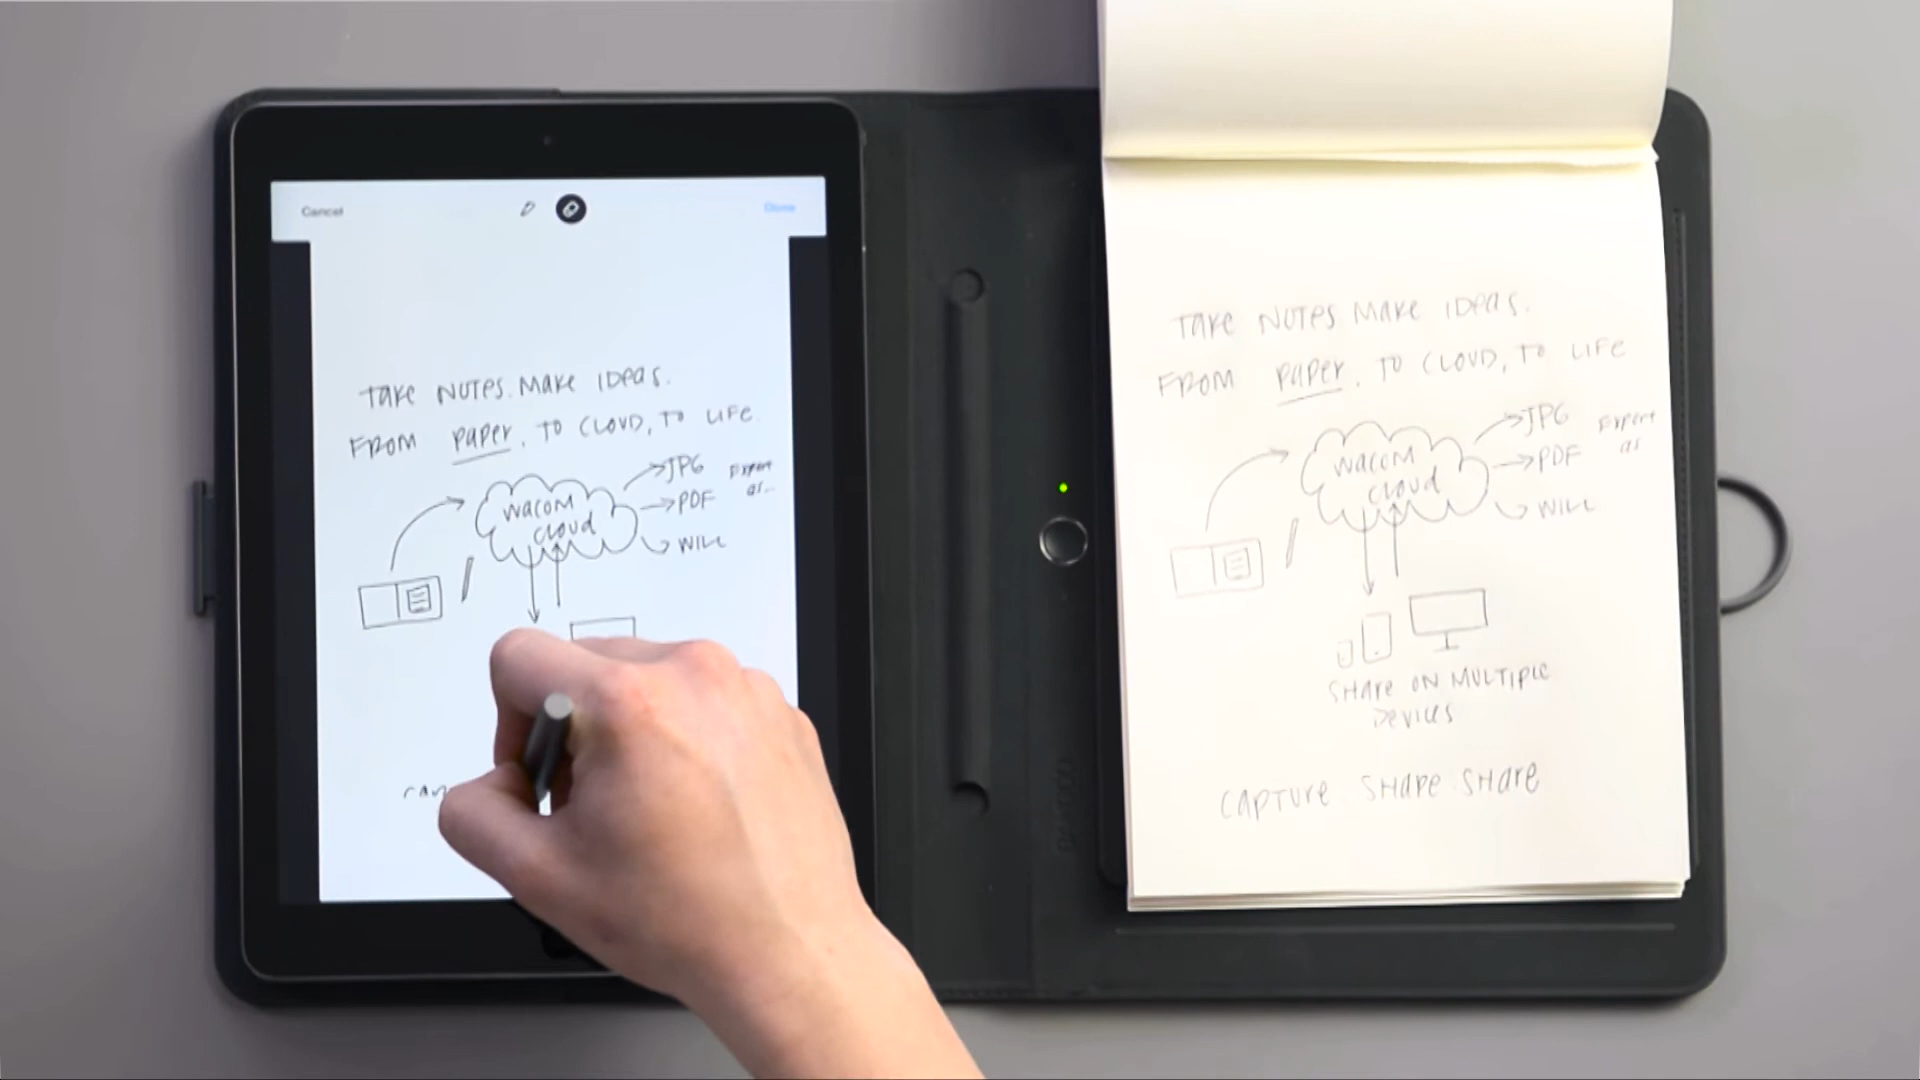 Cancel
Done
TAKE NOTES. MAKE IDEAS.
FROM PAPER, TO CLOUD, TO LIFE.
WACOM
CLOUD
JPG
PDF
WILL
Export
as...
TAKE NOTES MAKE IDEAS.
FROM PAPER, TO CLOUD, TO LIFE
WACOM
CLOUD
JPG
PDF
WILL
Export
as
SHARE ON MULTIPLE
DEVICES
CAPTURE. SHAPE. SHARE